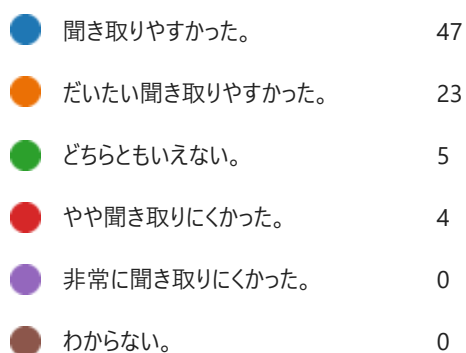 聞き取りやすかった。 47
だいたい聞き取りやすかった。 23
どちらともいえない。 5
やや聞き取りにくかった。 4
非常に聞き取りにくかった。 0
わからない。 0